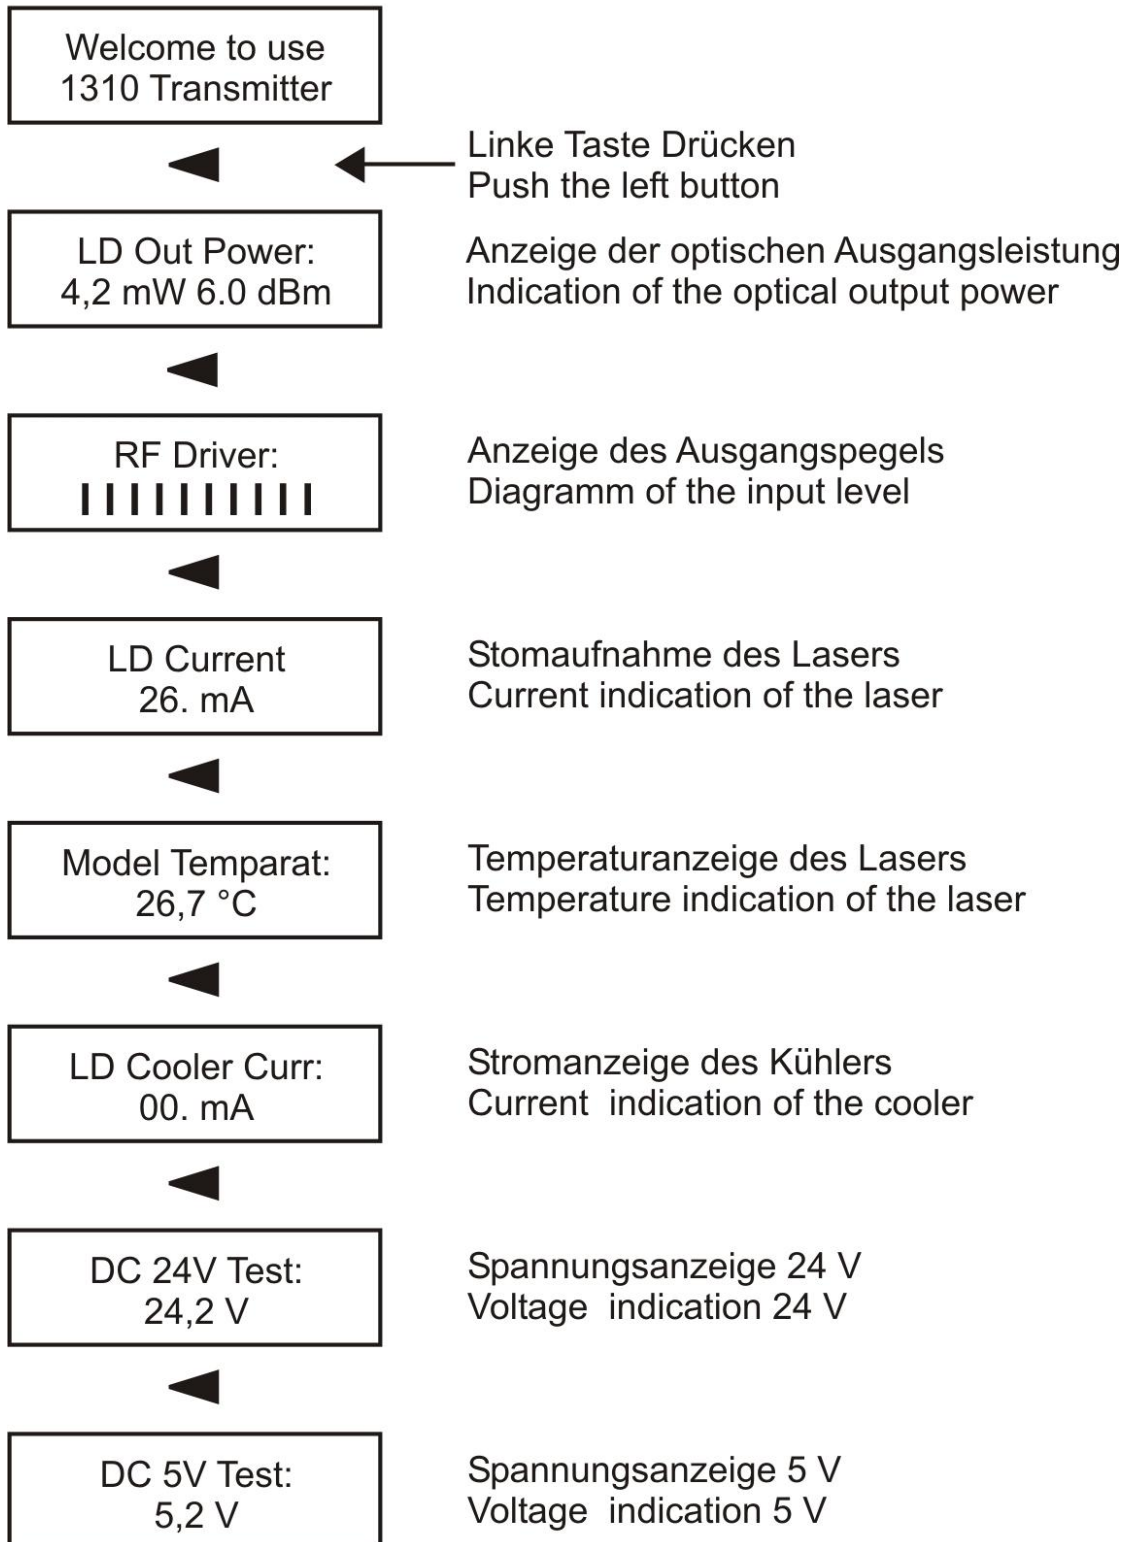 Welcome to use
1310 Transmitter
Linke Taste Drücken
Push the left button
LD Out Power:
4,2 mW 6.0 dBm
Anzeige der optischen Ausgangsleistung
Indication of the optical output power
RF Driver:
Anzeige des Ausgangspegels
Diagramm of the input level
LD Current
26. mA
Stomaufnahme des Lasers
Current indication of the laser
Model Temparat:
26,7 °C
Temperaturanzeige des Lasers
Temperature indication of the laser
LD Cooler Curr:
00. mA
Stromanzeige des Kühlers
Current  indication of the cooler
DC 24V Test:
24,2 V
Spannungsanzeige 24 V
Voltage  indication 24 V
DC 5V Test:
5,2 V
Spannungsanzeige 5 V
Voltage  indication 5 V